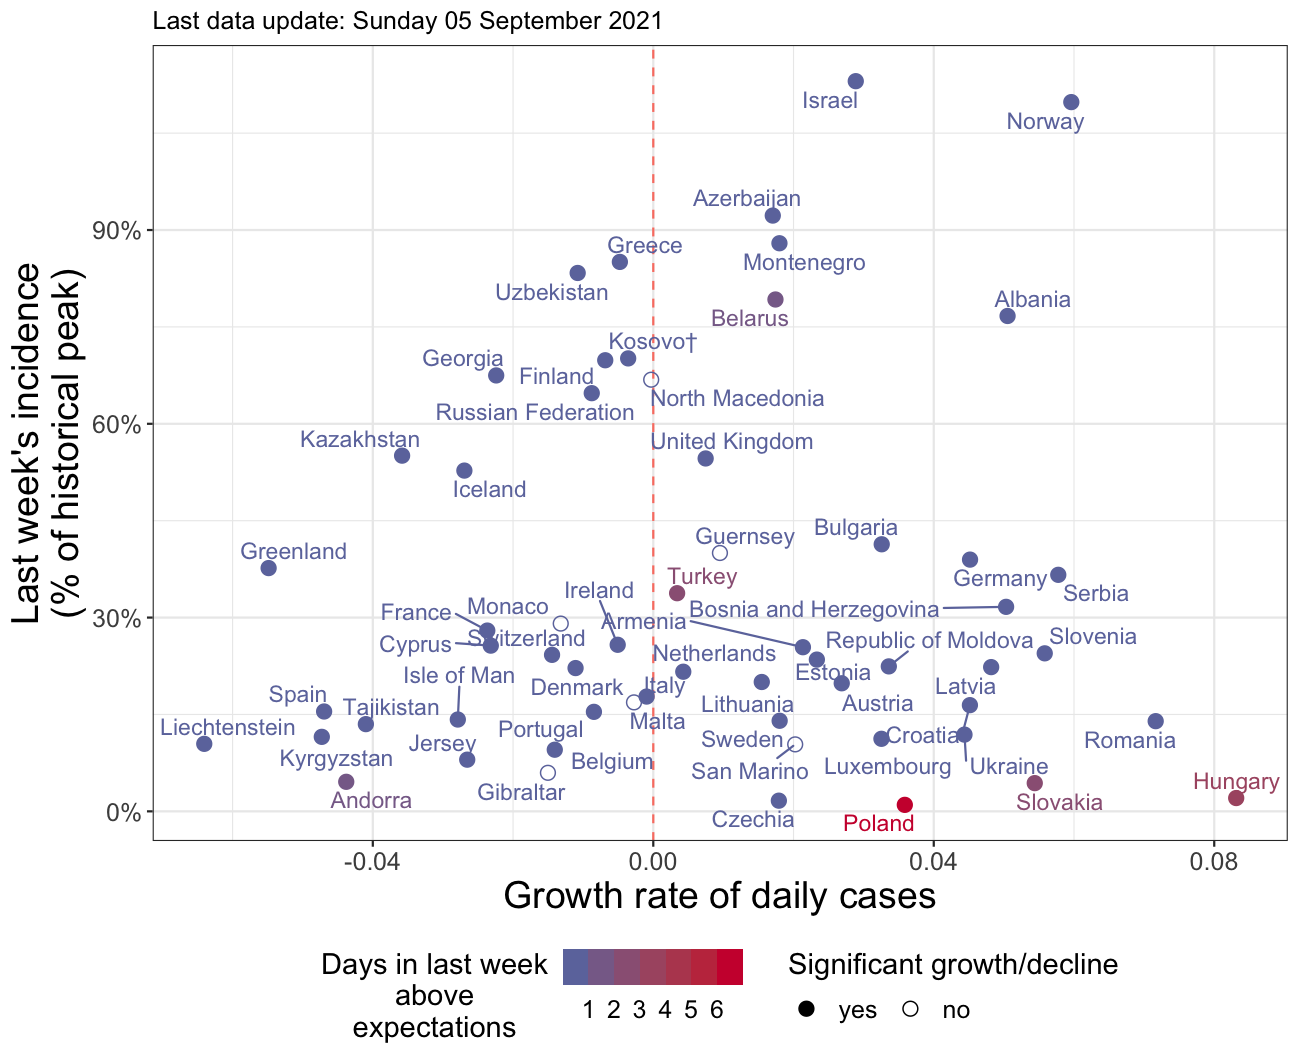 Last data update: Sunday 05 September 2021
Last week's incidence
(% of historical peak)
90%
60%
30%
0%
Israel
Norway
Azerbaijan
Greece
Montenegro
Uzbekistan
Albania
Belarus
Kosovo†
Georgia
Finland
North Macedonia
Russian Federation
Kazakhstan
United Kingdom
Iceland
Bulgaria
Guernsey
Greenland
Germany
Turkey
Ireland
Serbia
Monaco
France
Bosnia and Herzegovina
Armenia
Switzerland
Cyprus
Republic of Moldova
Slovenia
Netherlands
Isle of Man
Estonia
Denmark
Italy
Latvia
Spain
Tajikistan
Lithuania
Austria
Liechtenstein
Portugal
Malta
Jersey
Sweden
Croatia
Romania
Kyrgyzstan
Belgium
San Marino
Luxembourg
Ukraine
Gibraltar
Andorra
Hungary
Slovakia
Czechia
Poland
-0.04
0.00
0.04
0.08
Growth rate of daily cases
Days in last week
above
expectations
1 2 3 4 5 6
Significant growth/decline
yes
no